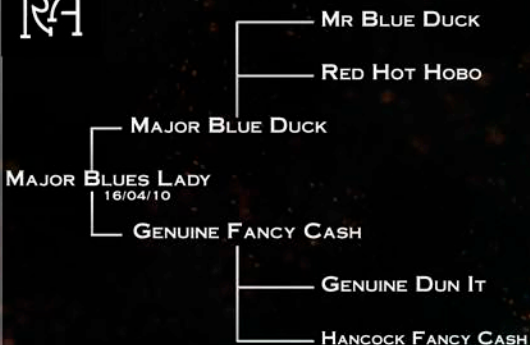 RA
MR BLUE DUCK
RED HOT HOBO
MAJOR BLUE DUCK
MAJOR BLUES LADY
16/04/10
GENUINE FANCY CASH
GENUINE DUN IT
HANCOCK FANCY CASH